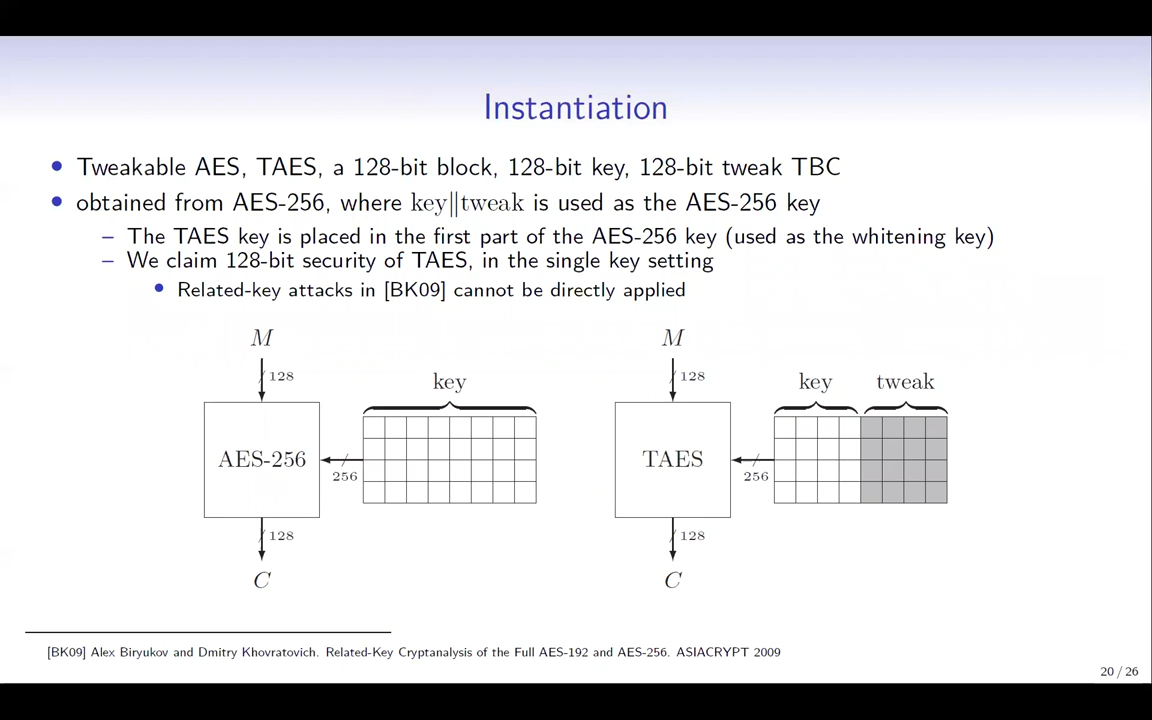 Instantiation
• Tweakable AES, TAES, a 128-bit block, 128-bit key, 128-bit tweak TBC
• obtained from AES-256, where key||tweak is used as the AES-256 key
– The TAES key is placed in the first part of the AES-256 key (used as the whitening key)
– We claim 128-bit security of TAES, in the single key setting
• Related-key attacks in [BK09] cannot be directly applied
M
128
key
AES-256
256
128
C
M
128
key
tweak
TAES
256
128
C
[BK09] Alex Biryukov and Dmitry Khovratovich. Related-Key Cryptanalysis of the Full AES-192 and AES-256. ASIACRYPT 2009
20 / 26